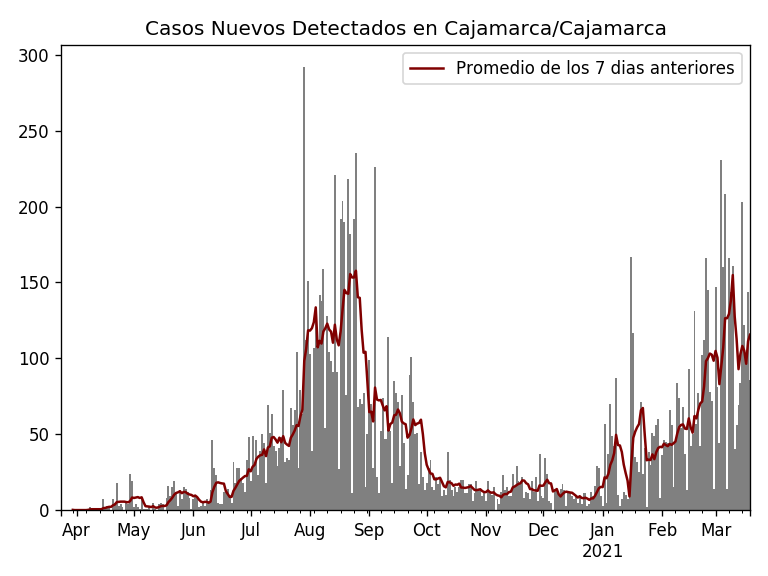 Casos Nuevos Detectados en Cajamarca/Cajamarca
Promedio de los 7 dias anteriores
300
250
200
150
100
50
0
Apr May Jun Jul Aug Sep Oct Nov Dec Jan Feb Mar
2021